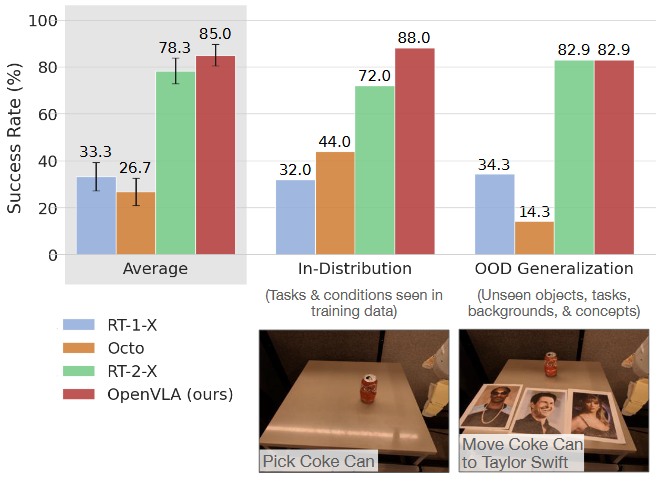 100
80
60
40
20
0
Success Rate (%)
33.3
26.7
78.3
85.0
32.0
44.0
72.0
88.0
34.3
14.3
82.9
82.9
Average
In-Distribution
OOD Generalization
(Tasks & conditions seen in
training data)
(Unseen objects, tasks,
backgrounds, & concepts)
RT-1-X
Octo
RT-2-X
OpenVLA (ours)
Pick Coke Can
Move Coke Can
to Taylor Swift